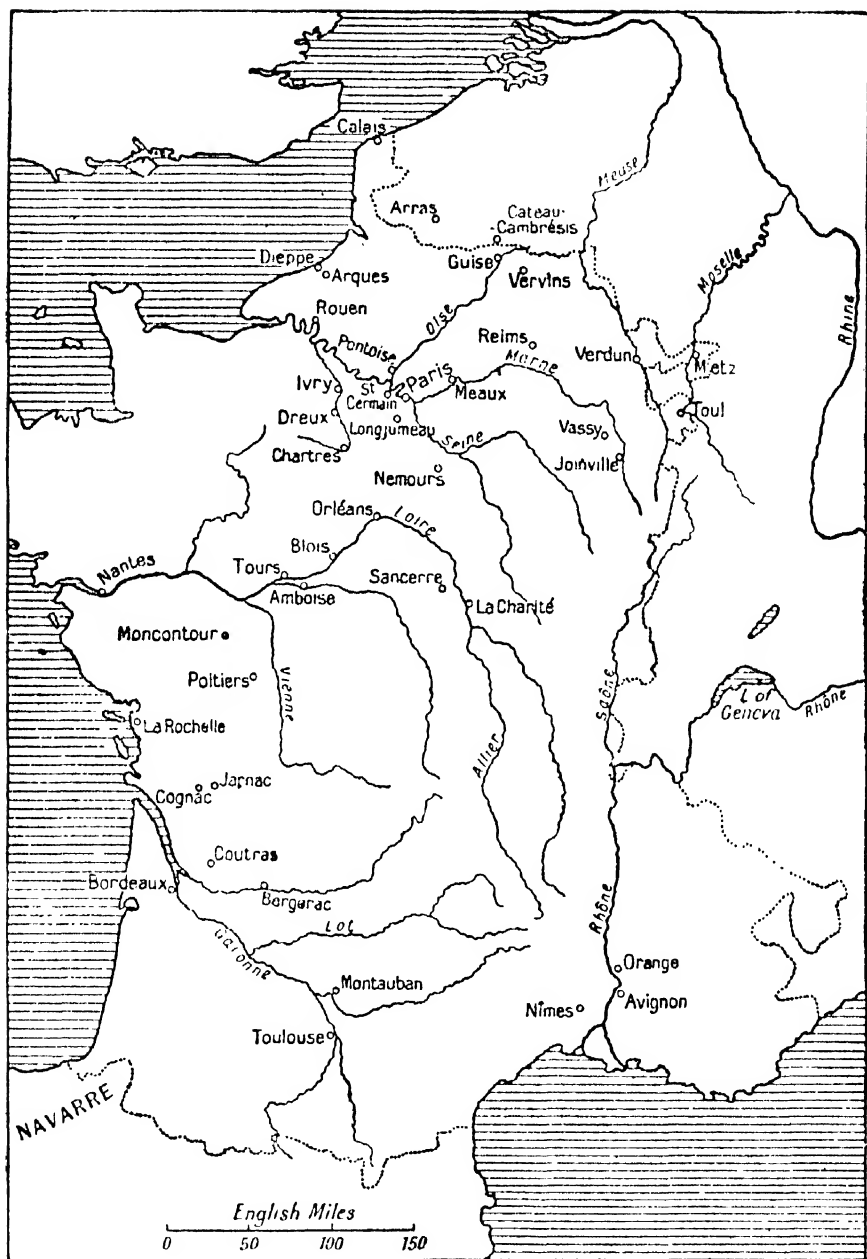 Calais
Meuse
Arras
Cateau-
Cambrésis
Dieppe
Arques
Guise
Vervins
Moselle
Rhine
Rouen
Oise
Pontoise
Reims
Verdun
Metz
Marne
Ivry
St
Germain
Paris
Meaux
Toul
Dreux
Longjumeau
Vassy
Seine
Chartres
Joinville
Nemours
Orléans
Loire
Blois
Nantes
Tours
Sancerre
Amboise
La Charité
Moncontour
Poitiers
Vienne
Saône
L of
Geneva
Rhône
La Rochelle
Allier
Cognac
Jarnac
Coutras
Bordeaux
Bergerac
Lot
Rhône
Garonne
Orange
Montauban
Avignon
Nîmes
Toulouse
NAVARRE
English Miles
0 50 100 150